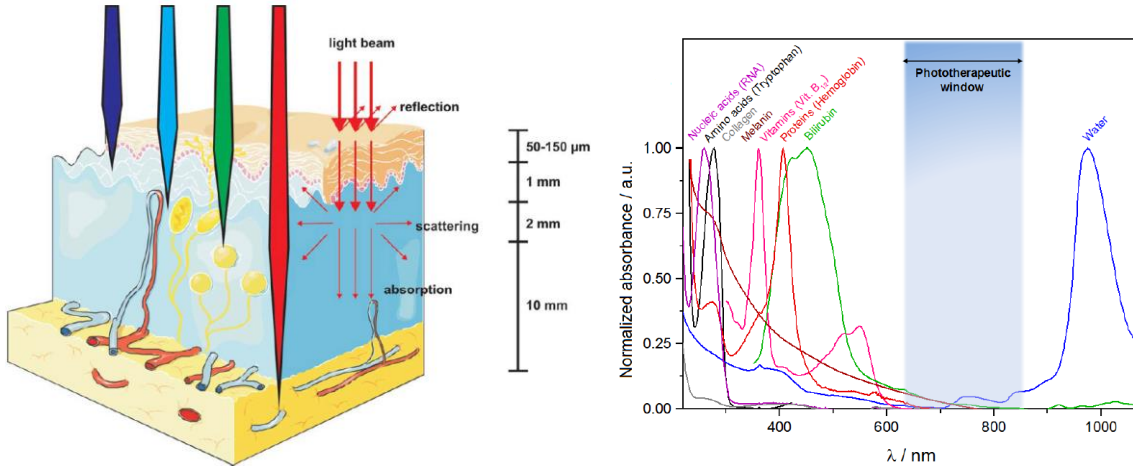 light beam
reflection
50-150 μm
1 mm
scattering
2 mm
absorption
10 mm
Nucleic acids (RNA)
Amino acids (Tryptophan)
Collagen
Melanin
Vitamins (Vit. B12)
Proteins (Hemoglobin)
Bilirubin
Phototherapeutic
window
Water
Normalized absorbance / a.u.
1.00
0.75
0.50
0.25
0.00
400
600
800
1000
λ / nm